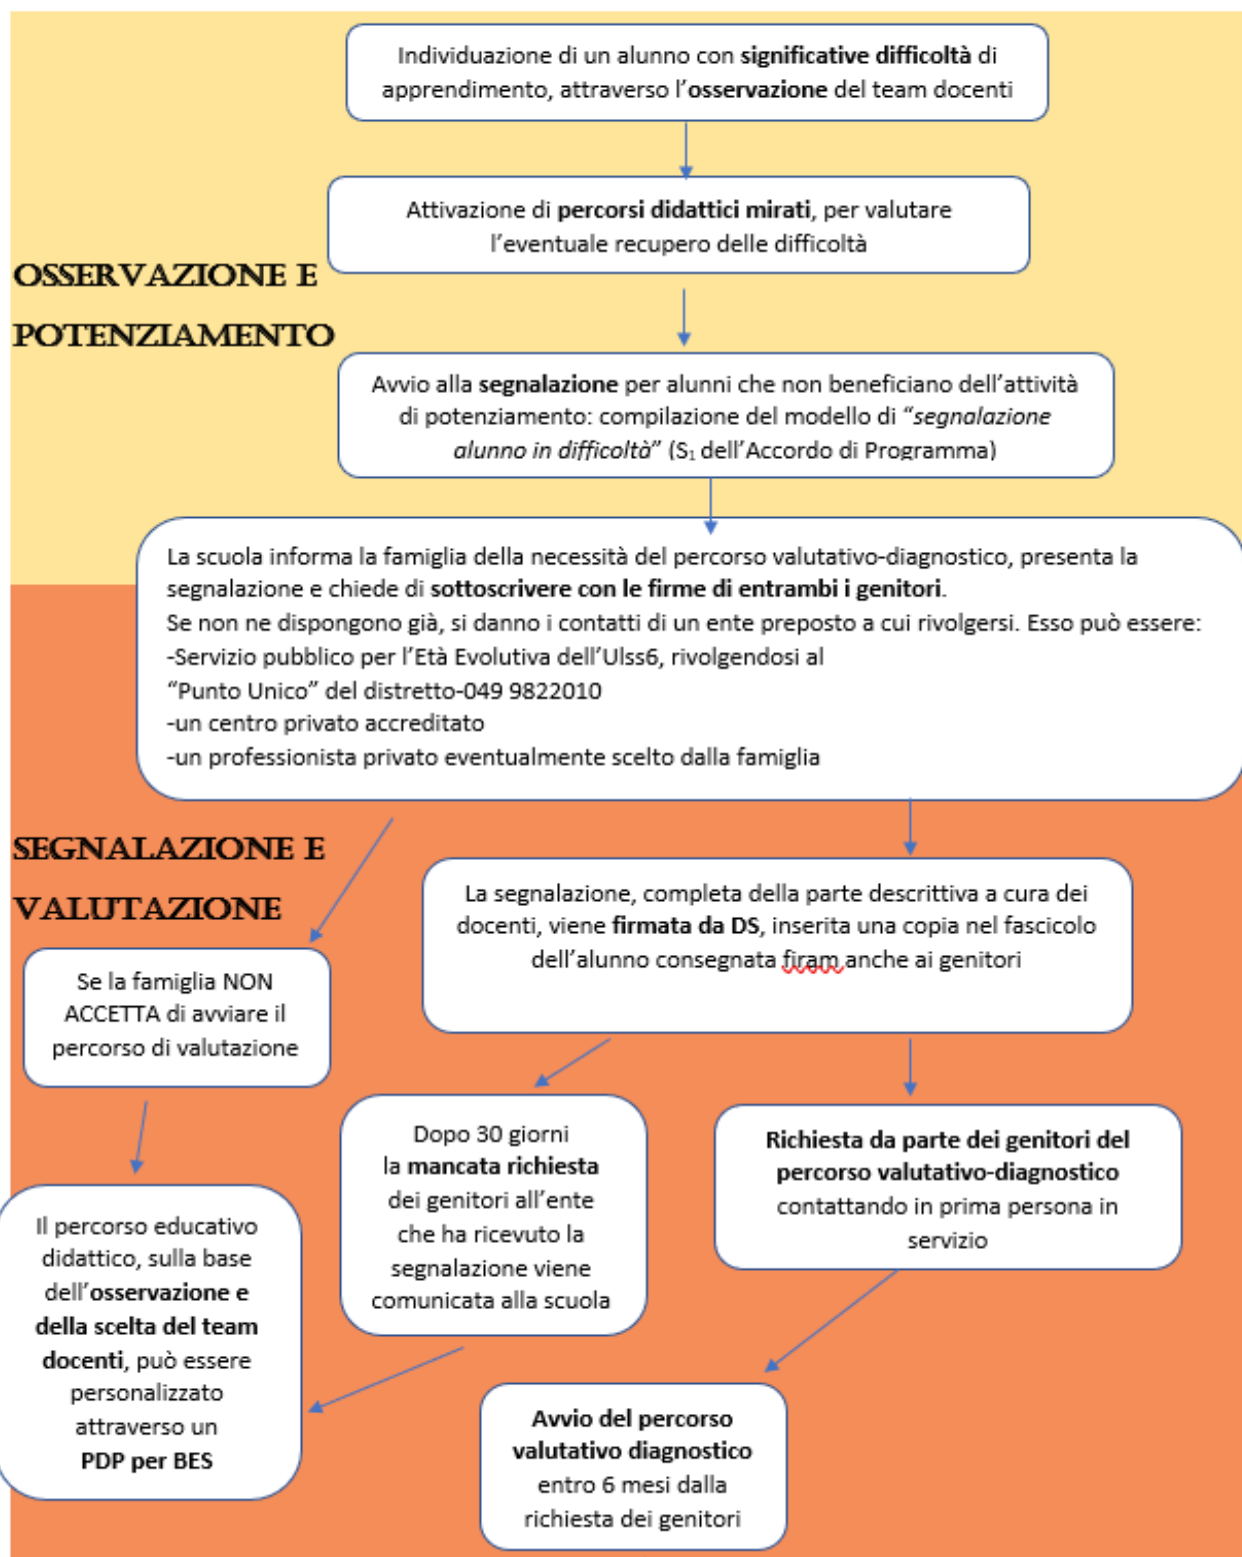 Individuazione di un alunno con significative difficoltà di
apprendimento, attraverso l'osservazione del team docenti
Attivazione di percorsi didattici mirati, per valutare
l'eventuale recupero delle difficoltà
OSSERVAZIONE E
POTENZIAMENTO
Avvio alla segnalazione per alunni che non beneficiano dell'attività
di potenziamento: compilazione del modello di “segnalazione
alunno in difficoltà” (S₁ dell'Accordo di Programma)
La scuola informa la famiglia della necessità del percorso valutativo-diagnostico, presenta la
segnalazione e chiede di sottoscrivere con le firme di entrambi i genitori.
Se non ne dispongono già, si danno i contatti di un ente preposto a cui rivolgersi. Esso può essere:
-Servizio pubblico per l'Età Evolutiva dell'Ulss6, rivolgendosi al
“Punto Unico” del distretto-049 9822010
-un centro privato accreditato
-un professionista privato eventualmente scelto dalla famiglia
SEGNALAZIONE E
VALUTAZIONE
La segnalazione, completa della parte descrittiva a cura dei
docenti, viene firmata da DS, inserita una copia nel fascicolo
dell'alunno consegnata firam anche ai genitori
Se la famiglia NON
ACCETTA di avviare il
percorso di valutazione
Dopo 30 giorni
la mancata richiesta
dei genitori all'ente
che ha ricevuto la
segnalazione viene
comunicata alla scuola
Richiesta da parte dei genitori del
percorso valutativo-diagnostico
contattando in prima persona in
servizio
Il percorso educativo
didattico, sulla base
dell'osservazione e
della scelta del team
docenti, può essere
personalizzato
attraverso un
PDP per BES
Avvio del percorso
valutativo diagnostico
entro 6 mesi dalla
richiesta dei genitori